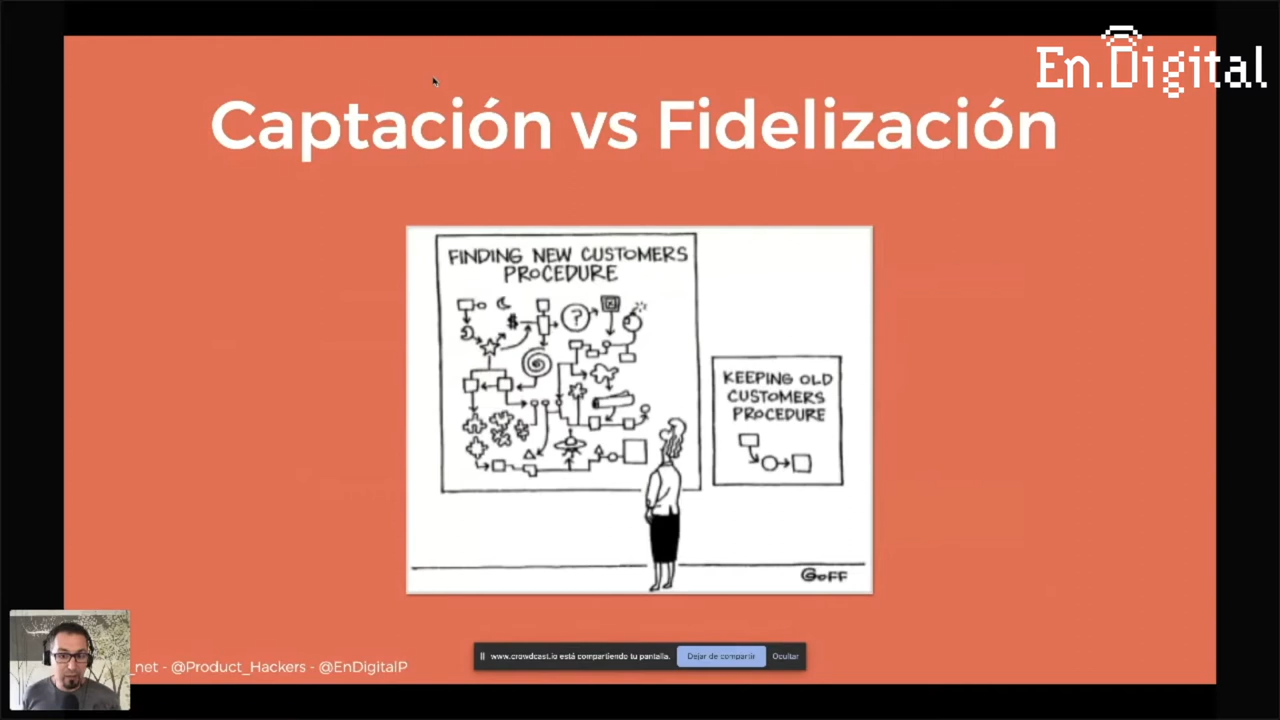 En.Digital
Captación vs Fidelización
FINDING NEW CUSTOMERS
PROCEDURE
$
?
KEEPING OLD
CUSTOMERS
PROCEDURE
GOFF
_net - @Product_Hackers - @EnDigitalP
www.crowdcast.io está compartiendo tu pantalla.
Dejar de compartir
Ocultar